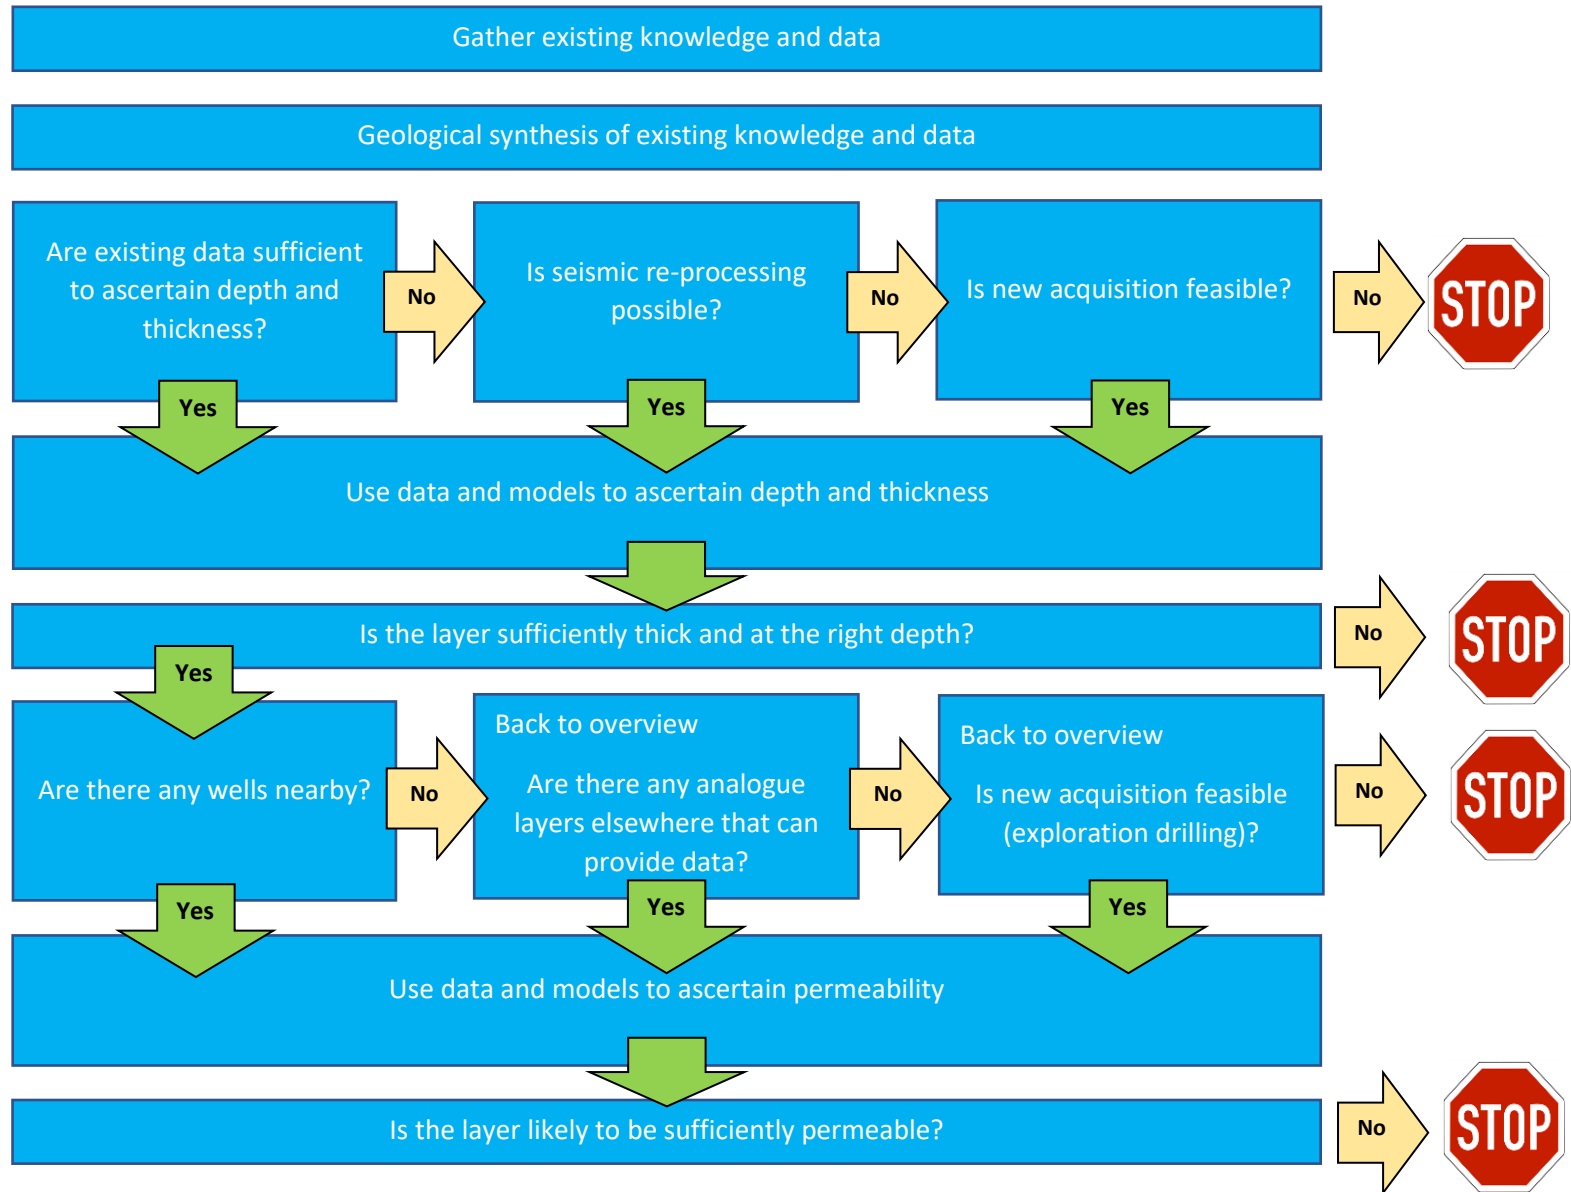 Gather existing knowledge and data
Geological synthesis of existing knowledge and data
Are existing data sufficient
to ascertain depth and
thickness?
No
Is seismic re-processing
possible?
No
Is new acquisition feasible?
No
STOP
Yes
Yes
Yes
Use data and models to ascertain depth and thickness
Is the layer sufficiently thick and at the right depth?
No
STOP
Yes
Are there any wells nearby?
No
Back to overview
Are there any analogue
layers elsewhere that can
provide data?
No
Back to overview
Is new acquisition feasible
(exploration drilling)?
No
STOP
Yes
Yes
Yes
Use data and models to ascertain permeability
Is the layer likely to be sufficiently permeable?
No
STOP